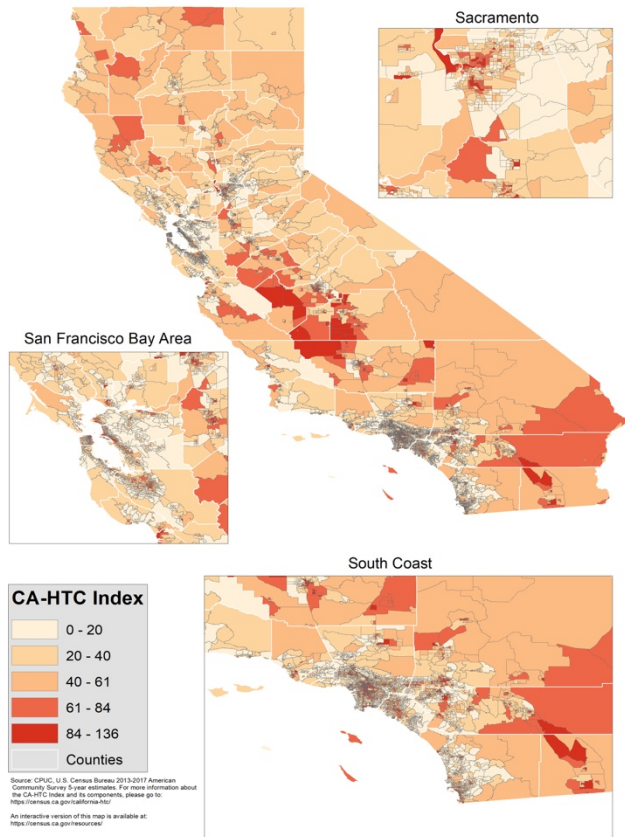 Sacramento
San Francisco Bay Area
South Coast
CA-HTC Index
0 - 20
20 - 40
40 - 61
61 - 84
84 - 136
Counties
Source: CPUC, U.S. Census Bureau 2013-2017 American
Community Survey 5-year estimates. For more information about
the CA-HTC Index and its components, please go to:
https://census.ca.gov/california-htc/
An interactive version of this map is available at:
https://census.ca.gov/resources/